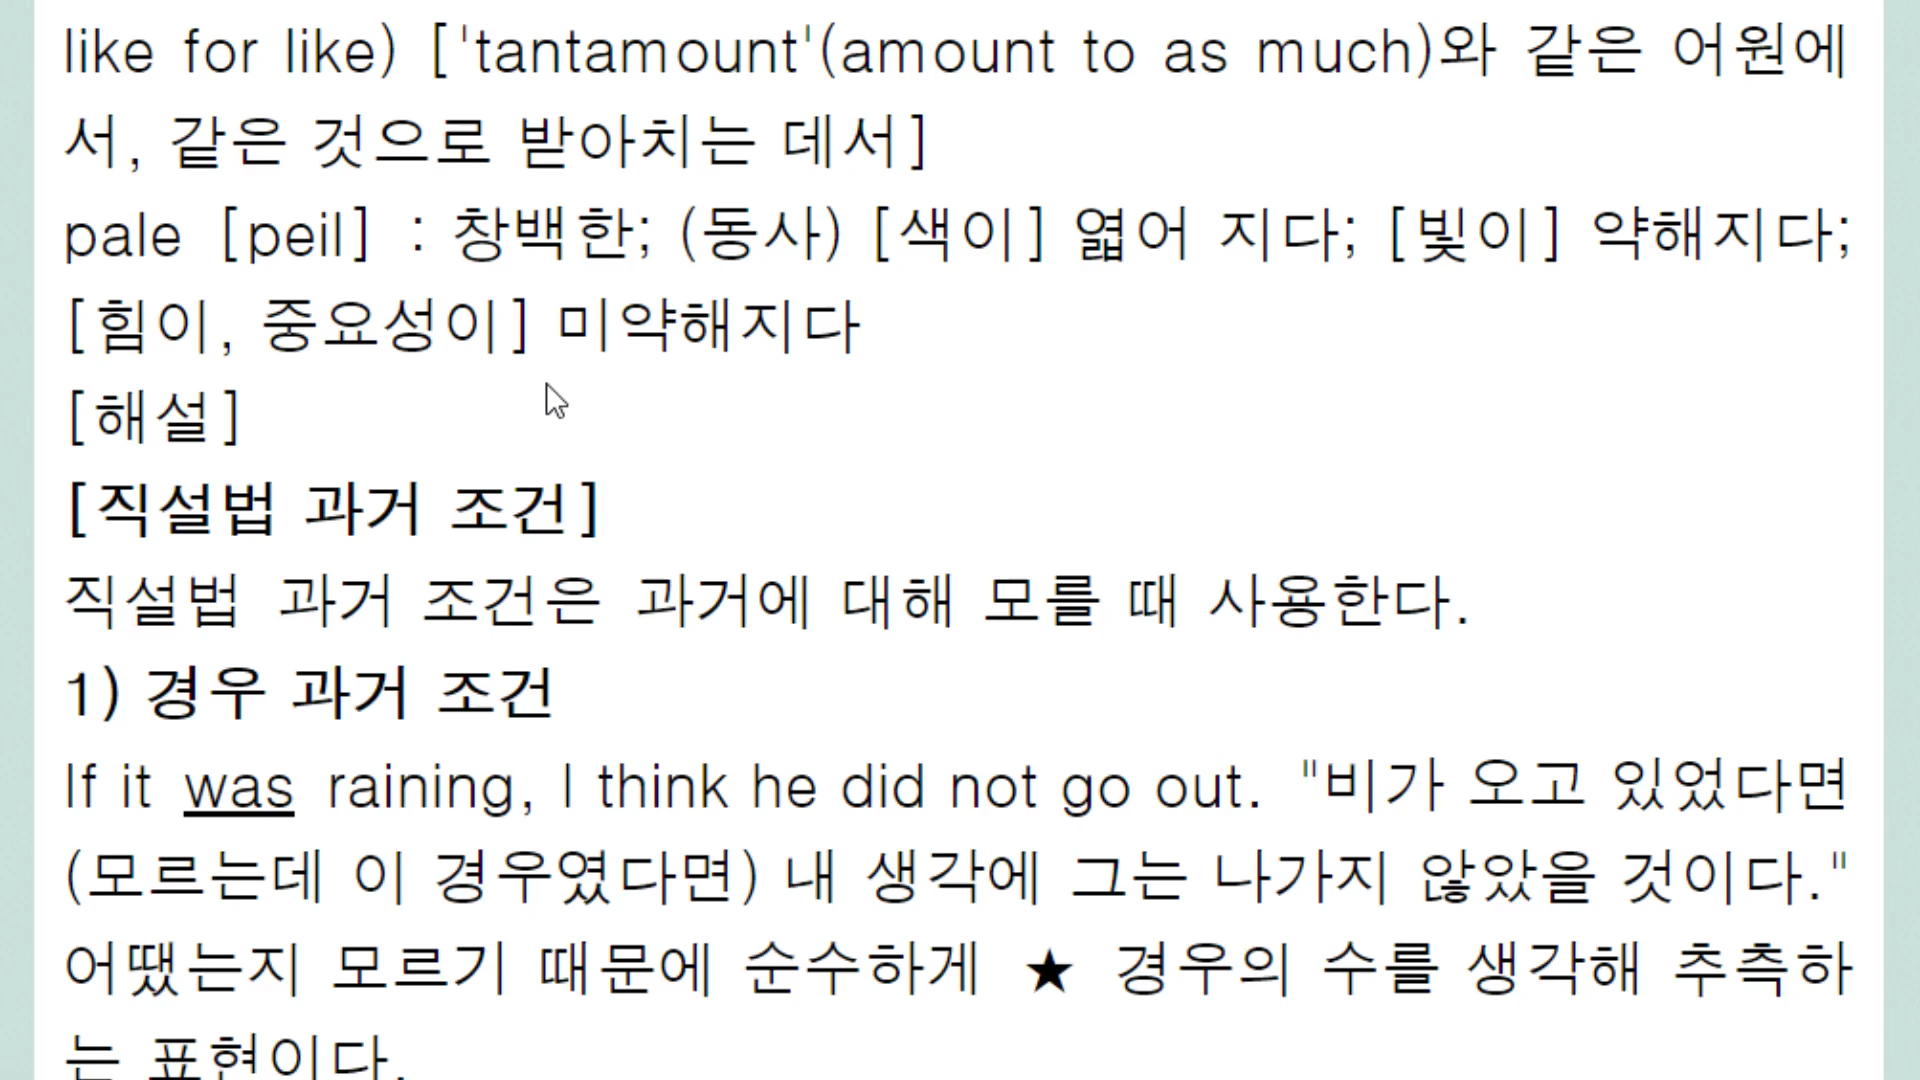 like for like) ['tantamount'(amount to as much)와 같은 어원에
서, 같은 것으로 받아치는 데서]
pale [peil] : 창백한; (동사) [색이] 엷어 지다; [빛이] 약해지다;
[힘이, 중요성이] 미약해지다
[해설]
[직설법 과거 조건]
직설법 과거 조건은 과거에 대해 모를 때 사용한다.
1) 경우 과거 조건
If it was raining, I think he did not go out. "비가 오고 있었다면
(모르는데 이 경우였다면) 내 생각에 그는 나가지 않았을 것이다."
어땠는지 모르기 때문에 순수하게 ★ 경우의 수를 생각해 추측하
는 표현이다.